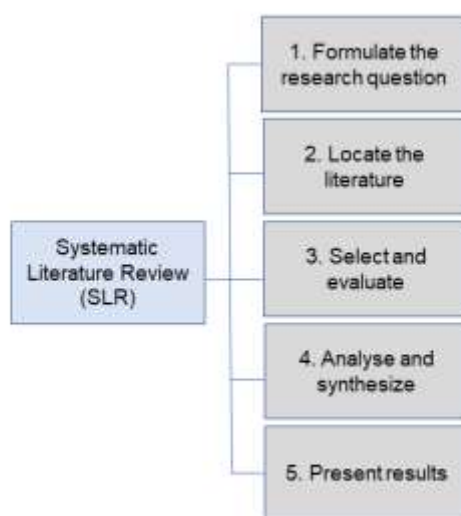 1. Formulate the
research question
2. Locate the
literature
Systematic
Literature Review
(SLR)
3. Select and
evaluate
4. Analyse and
synthesize
5. Present results